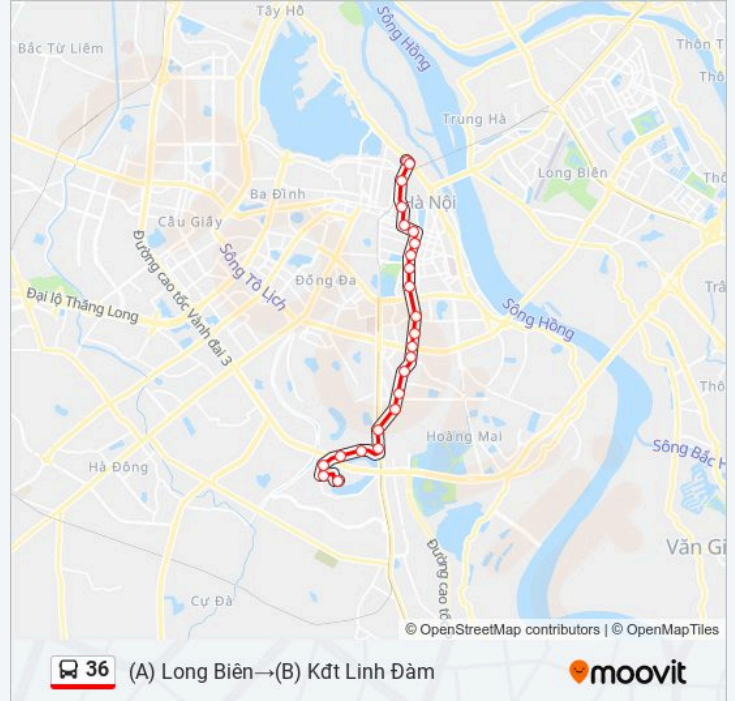 Tây Hồ
Sông Hồng
Bắc Từ Liêm
Thôn T
Thô
Trung Hà
Long Biên
Thô
Ba Đình
Hà Nội
Cầu Giấy
Đường cao tốc Vành đai 3
Sông Tô Lịch
Đống Đa
Đại lộ Thăng Long
Trâ
Sông Hồng
Thô
Hoàng Mai
Hà Đông
Sông Bắc H
Văn Gi
Đường cao tố
Cự Đà
© OpenStreetMap contributors | © OpenMapTiles
36 (A) Long Biên→(B) Kđt Linh Đàm
moovit